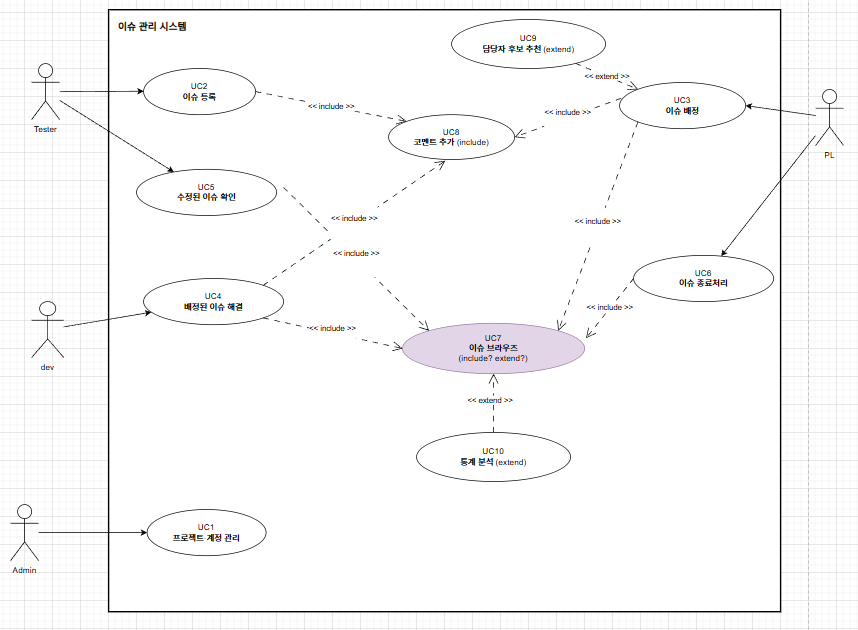 이슈 관리 시스템
UC9
담당자 후보 추천 (extend)
<< extend >>
UC2
이슈 등록
<< include >>
UC3
이슈 배정
<< include >>
Tester
UC8
코멘트 추가 (include)
PL
UC5
수정된 이슈 확인
<< include >>
<< include >>
<< include >>
UC6
이슈 종료처리
UC4
배정된 이슈 해결
<< include >>
<< include >>
dev
UC7
이슈 브라우즈
(include? extend?)
<< extend >>
UC10
통계 분석 (extend)
UC1
프로젝트·계정 관리
Admin